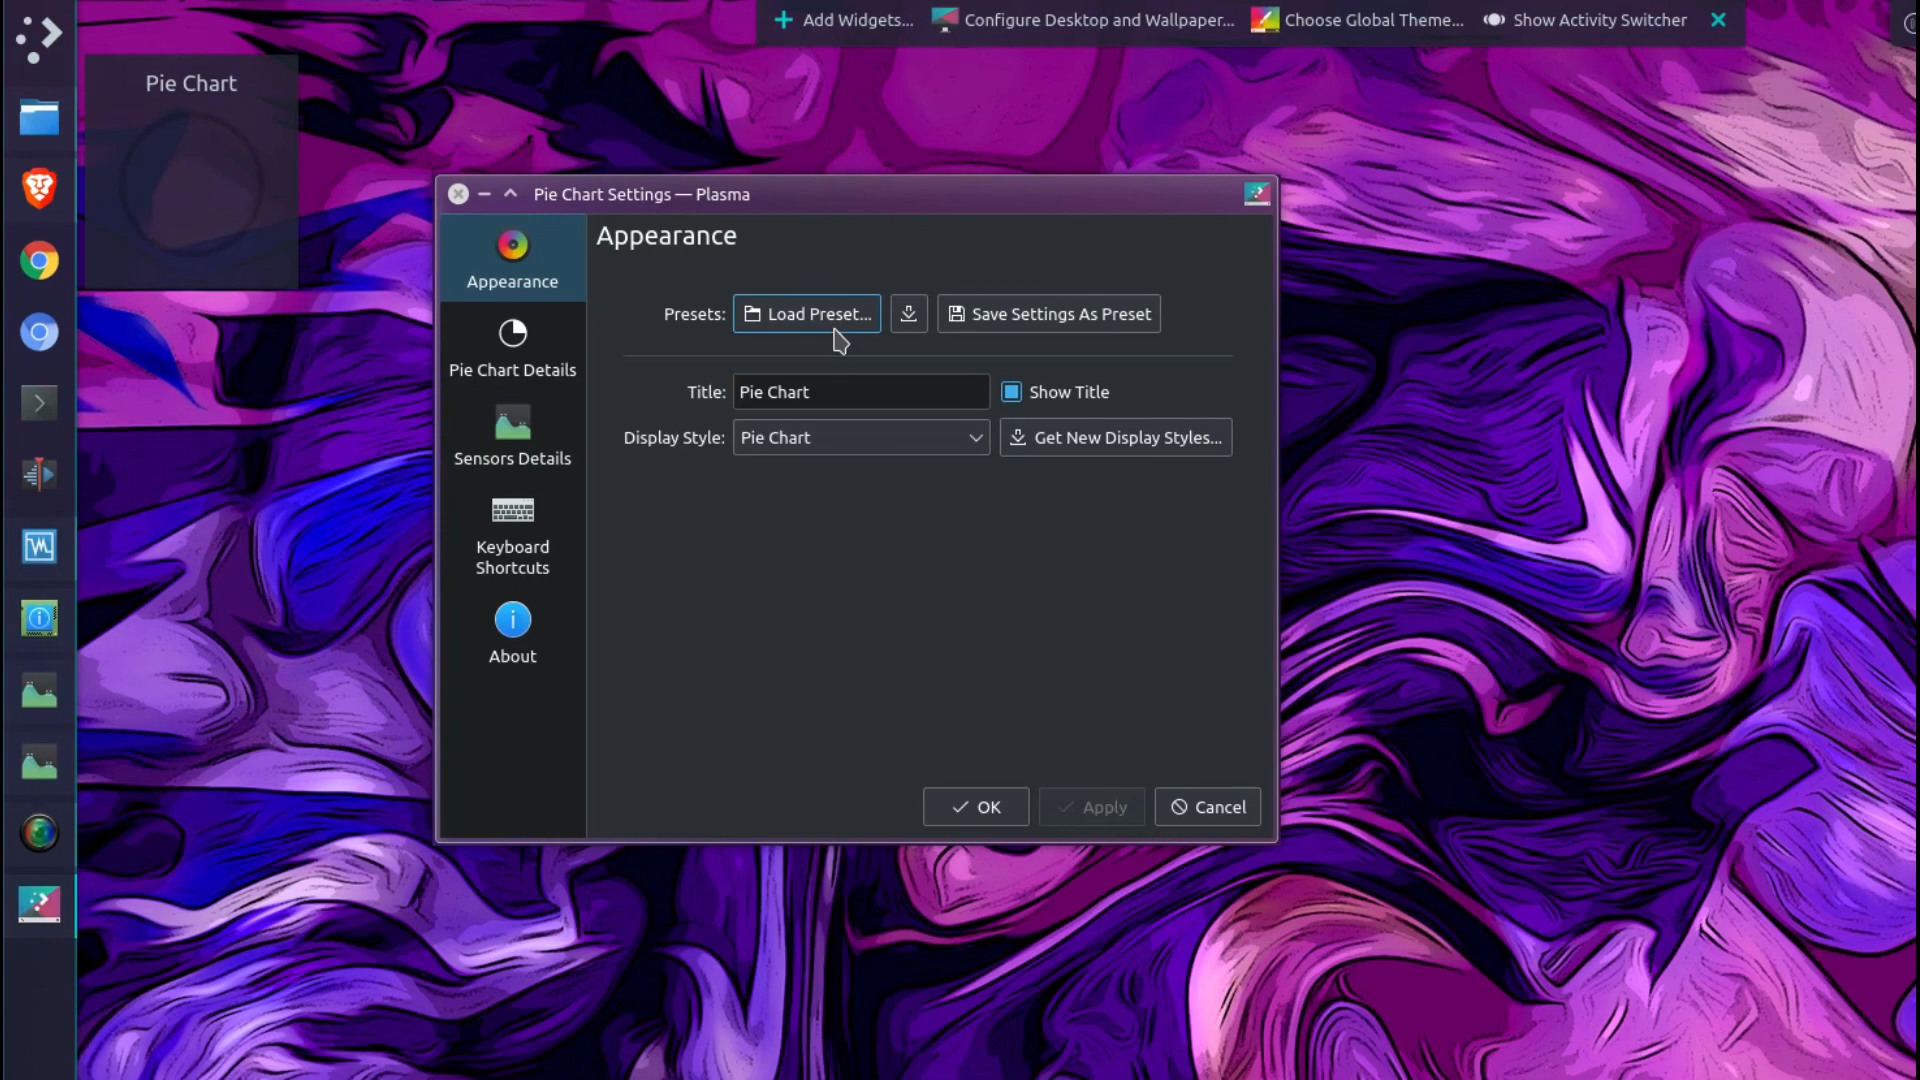 Add Widgets... Configure Desktop and Wallpaper... Choose Global Theme... Show Activity Switcher
Pie Chart
Pie Chart Settings — Plasma
Appearance
Pie Chart Details
Sensors Details
Keyboard
Shortcuts
About
Appearance
Presets: Load Preset... Save Settings As Preset
Title: Pie Chart Show Title
Display Style: Pie Chart Get New Display Styles...
OK Apply Cancel